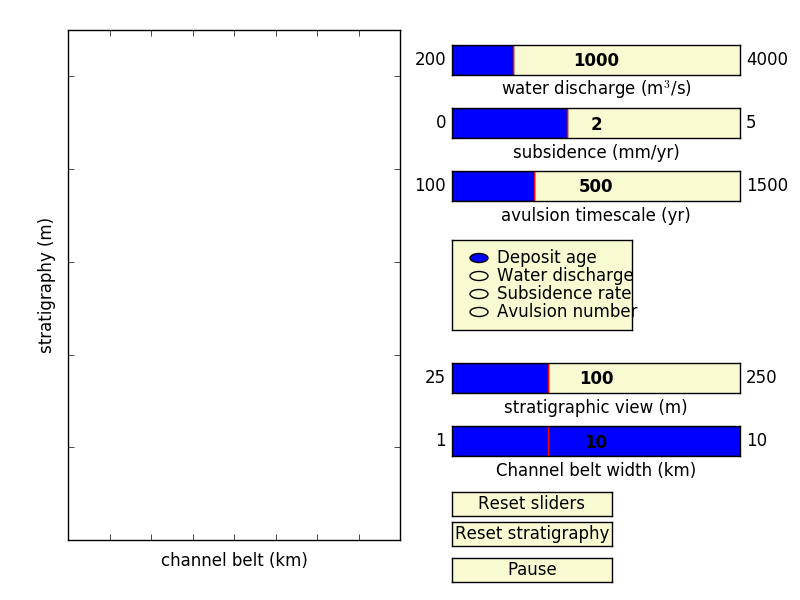 stratigraphy (m)
channel belt (km)
200 1000 4000
water discharge (m³/s)
0 2 5
subsidence (mm/yr)
100 500 1500
avulsion timescale (yr)
Deposit age
Water discharge
Subsidence rate
Avulsion number
25 100 250
stratigraphic view (m)
1 10 10
Channel belt width (km)
Reset sliders
Reset stratigraphy
Pause